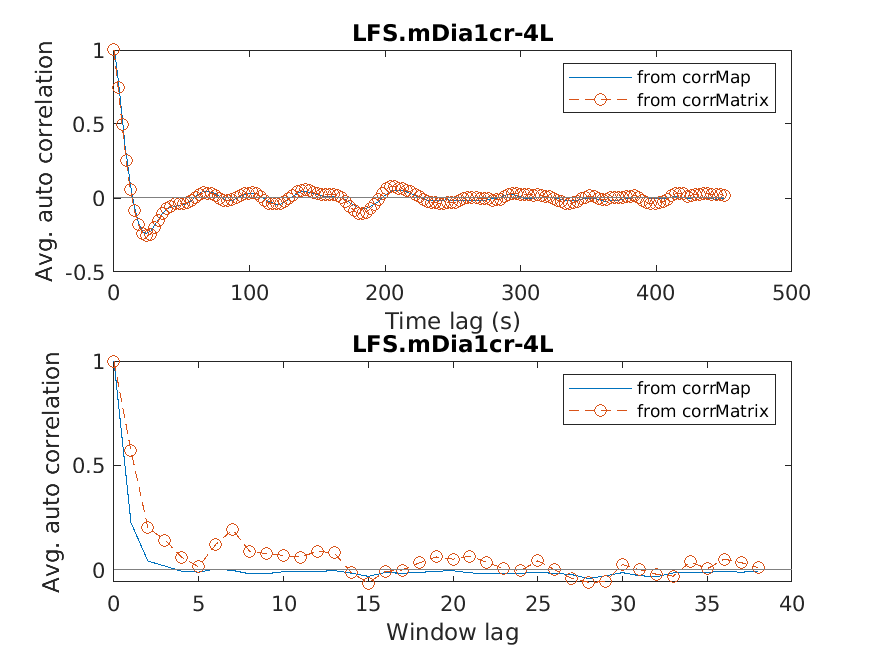 LFS.mDia1cr-4L
1
0.5
0
-0.5
Avg. auto correlation
from corrMap
from corrMatrix
0 100 200 300 400 500
Time lag (s)
LFS.mDia1cr-4L
1
0.5
0
Avg. auto correlation
from corrMap
from corrMatrix
0 5 10 15 20 25 30 35 40
Window lag